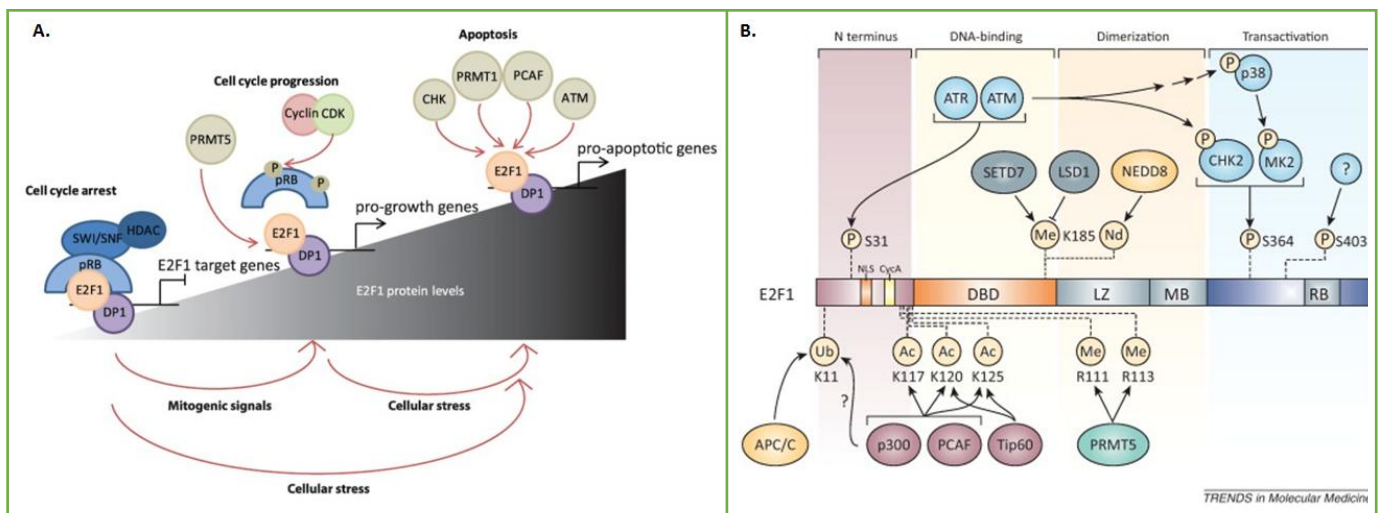 A.
Apoptosis
PRMT1
PCAF
CHK
ATM
E2F1
DP1
pro-apoptotic genes
Cell cycle progression
Cyclin CDK
PRMT5
P
pRB
P
pro-growth genes
E2F1
DP1
Cell cycle arrest
SWI/SNF
HDAC
pRB
E2F1
DP1
E2F1 target genes
E2F1 protein levels
Mitogenic signals
Cellular stress
Cellular stress
B.
N terminus
DNA-binding
Dimerization
Transactivation
ATR
ATM
P
p38
P
CHK2
P
MK2
?
SETD7
LSD1
NEDD8
P S31
Me K185 Nd
P S364
P S403
NLS CycA
E2F1
DBD
LZ
MB
RB
Ub
Ac
Ac
Ac
Me
Me
K11
K117
K120
K125
R111
R113
?
APC/C
p300
PCAF
Tip60
PRMT5
TRENDS in Molecular Medicine